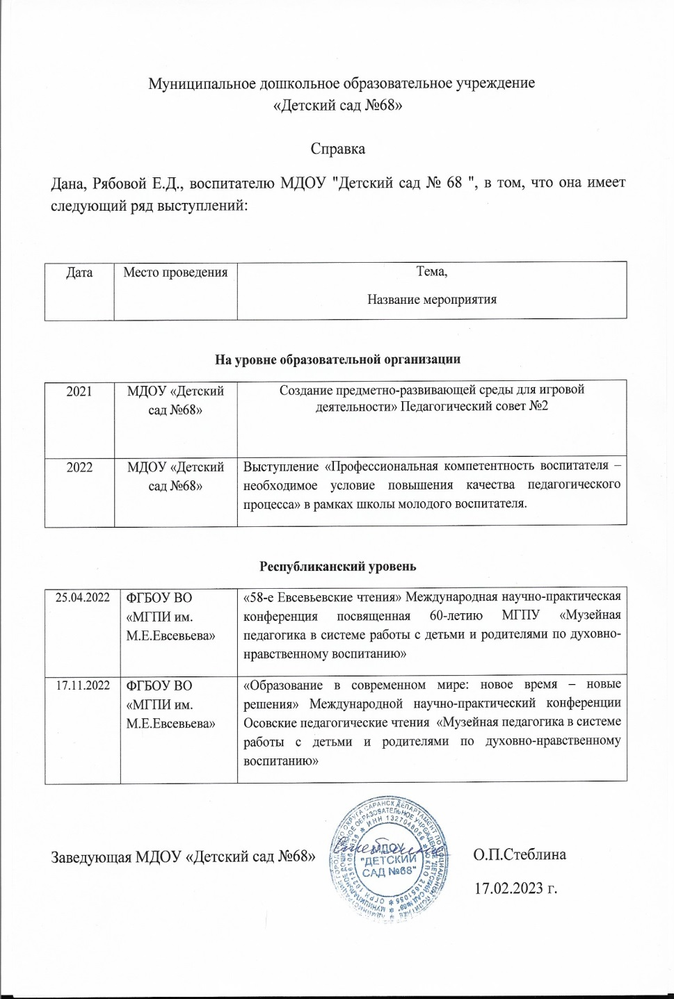 Муниципальное дошкольное образовательное учреждение
«Детский сад №68»
Справка
Дана, Рябовой Е.Д., воспитателю МДОУ "Детский сад № 68 ", в том, что она имеет
следующий ряд выступлений:
Дата
Место проведения
Тема,
Название мероприятия
На уровне образовательной организации
2021
МДОУ «Детский
сад №68»
Создание предметно-развивающей среды для игровой
деятельности» Педагогический совет №2
2022
МДОУ «Детский
сад №68»
Выступление «Профессиональная компетентность воспитателя –
необходимое условие повышения качества педагогического
процесса» в рамках школы молодого воспитателя.
Республиканский уровень
25.04.2022
ФГБОУ ВО
«МГПИ им.
М.Е.Евсевьева»
«58-е Евсевьевские чтения» Международная научно-практическая
конференция посвященная 60-летию МГПУ «Музейная
педагогика в системе работы с детьми и родителями по духовно-
нравственному воспитанию»
17.11.2022
ФГБОУ ВО
«МГПИ им.
М.Е.Евсевьева»
«Образование в современном мире: новое время – новые
решения» Международной научно-практический конференции
Осовские педагогические чтения «Музейная педагогика в системе
работы с детьми и родителями по духовно-нравственному
воспитанию»
Заведующая МДОУ «Детский сад №68»
МДОУ
"ДЕТСКИЙ
САД №68"
О.П.Стеблина
17.02.2023 г.